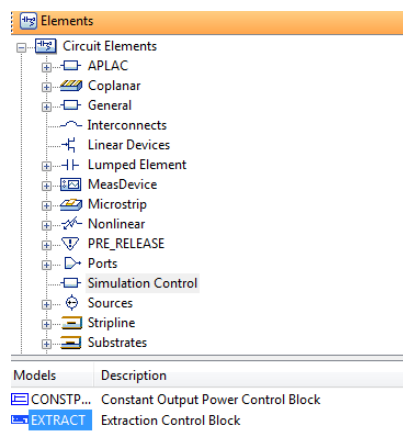 Elements
Circuit Elements
APLAC
Coplanar
General
Interconnects
Linear Devices
Lumped Element
MeasDevice
Microstrip
Nonlinear
PRE_RELEASE
Ports
Simulation Control
Sources
Stripline
Substrates
Models Description
CONSTP... Constant Output Power Control Block
EXTRACT Extraction Control Block